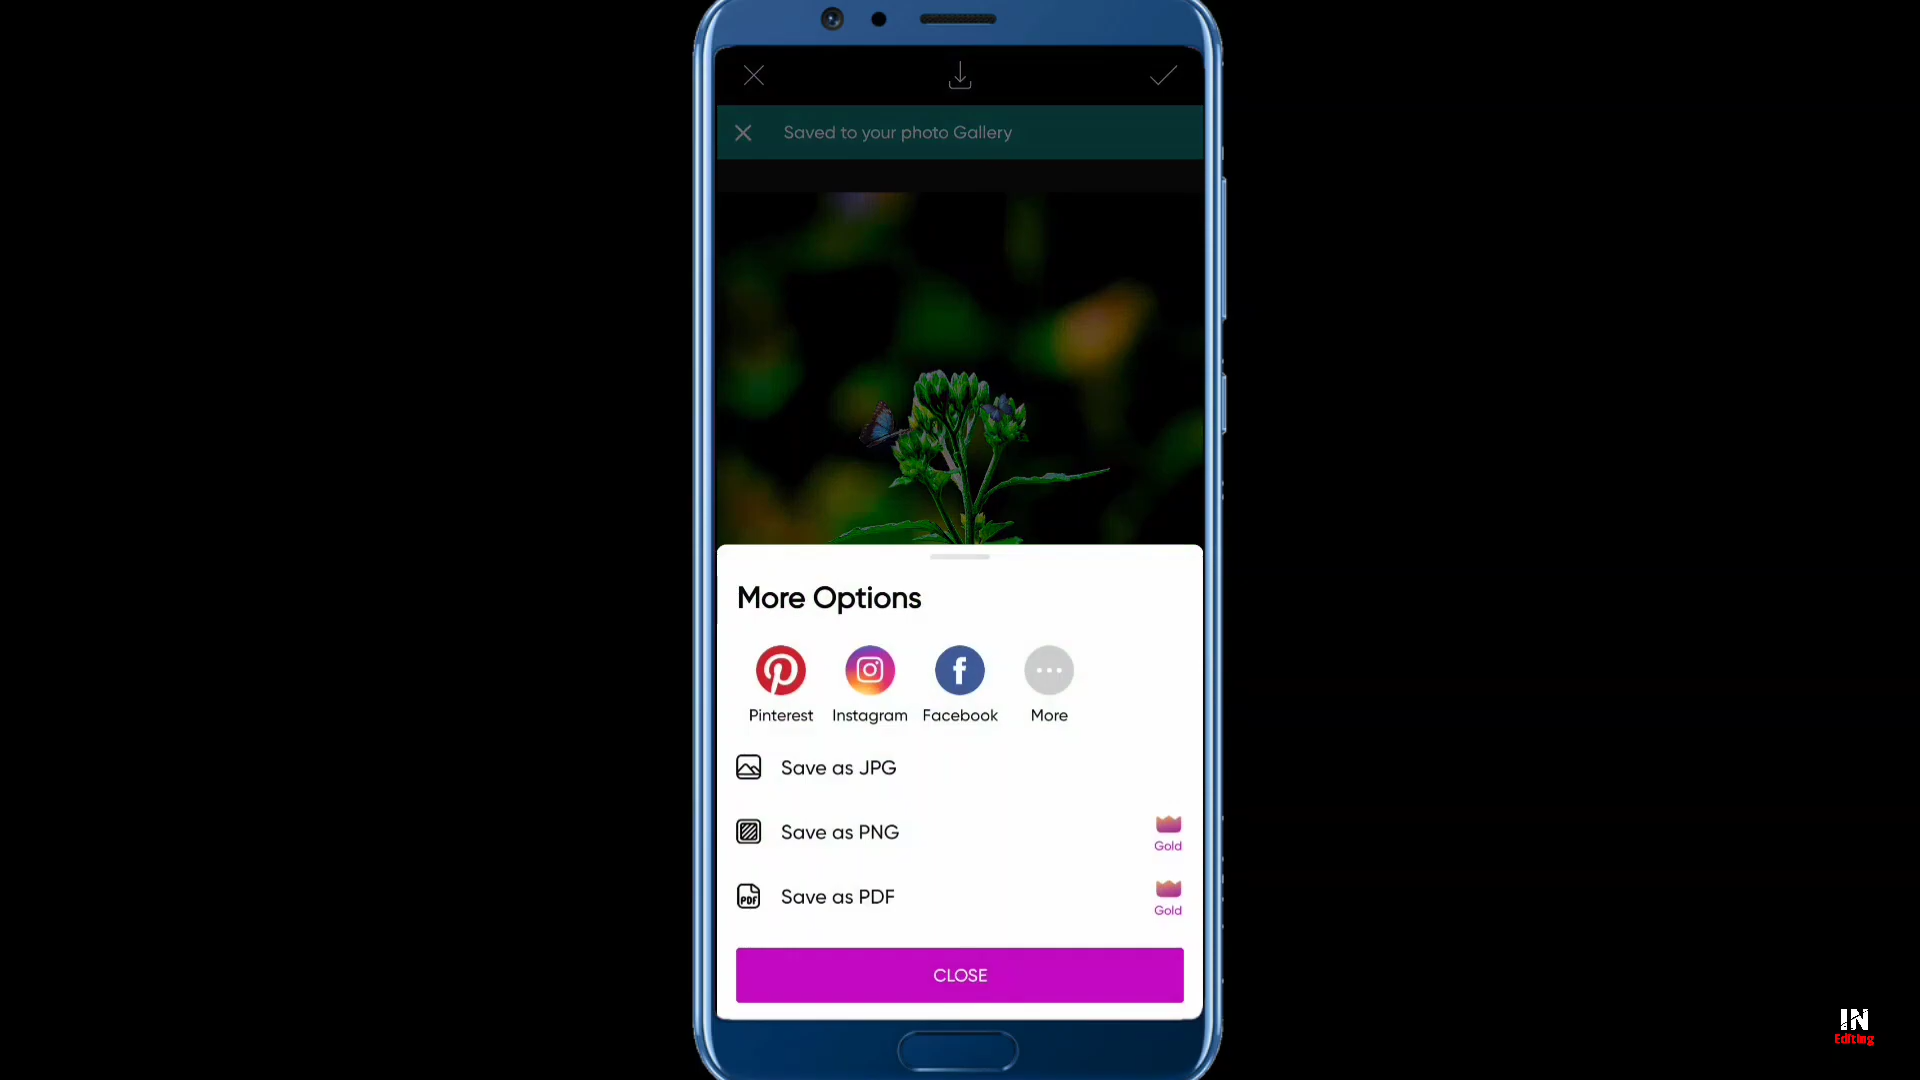 Saved to your photo Gallery
More Options
Pinterest Instagram Facebook More
Save as JPG
Save as PNG
Gold
PDF Save as PDF
Gold
CLOSE
IN
Editing